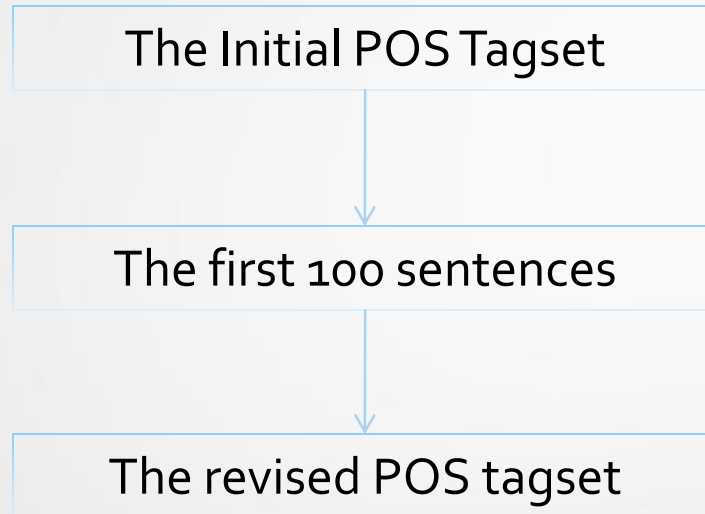 The Initial POS Tagset
The first 100 sentences
The revised POS tagset